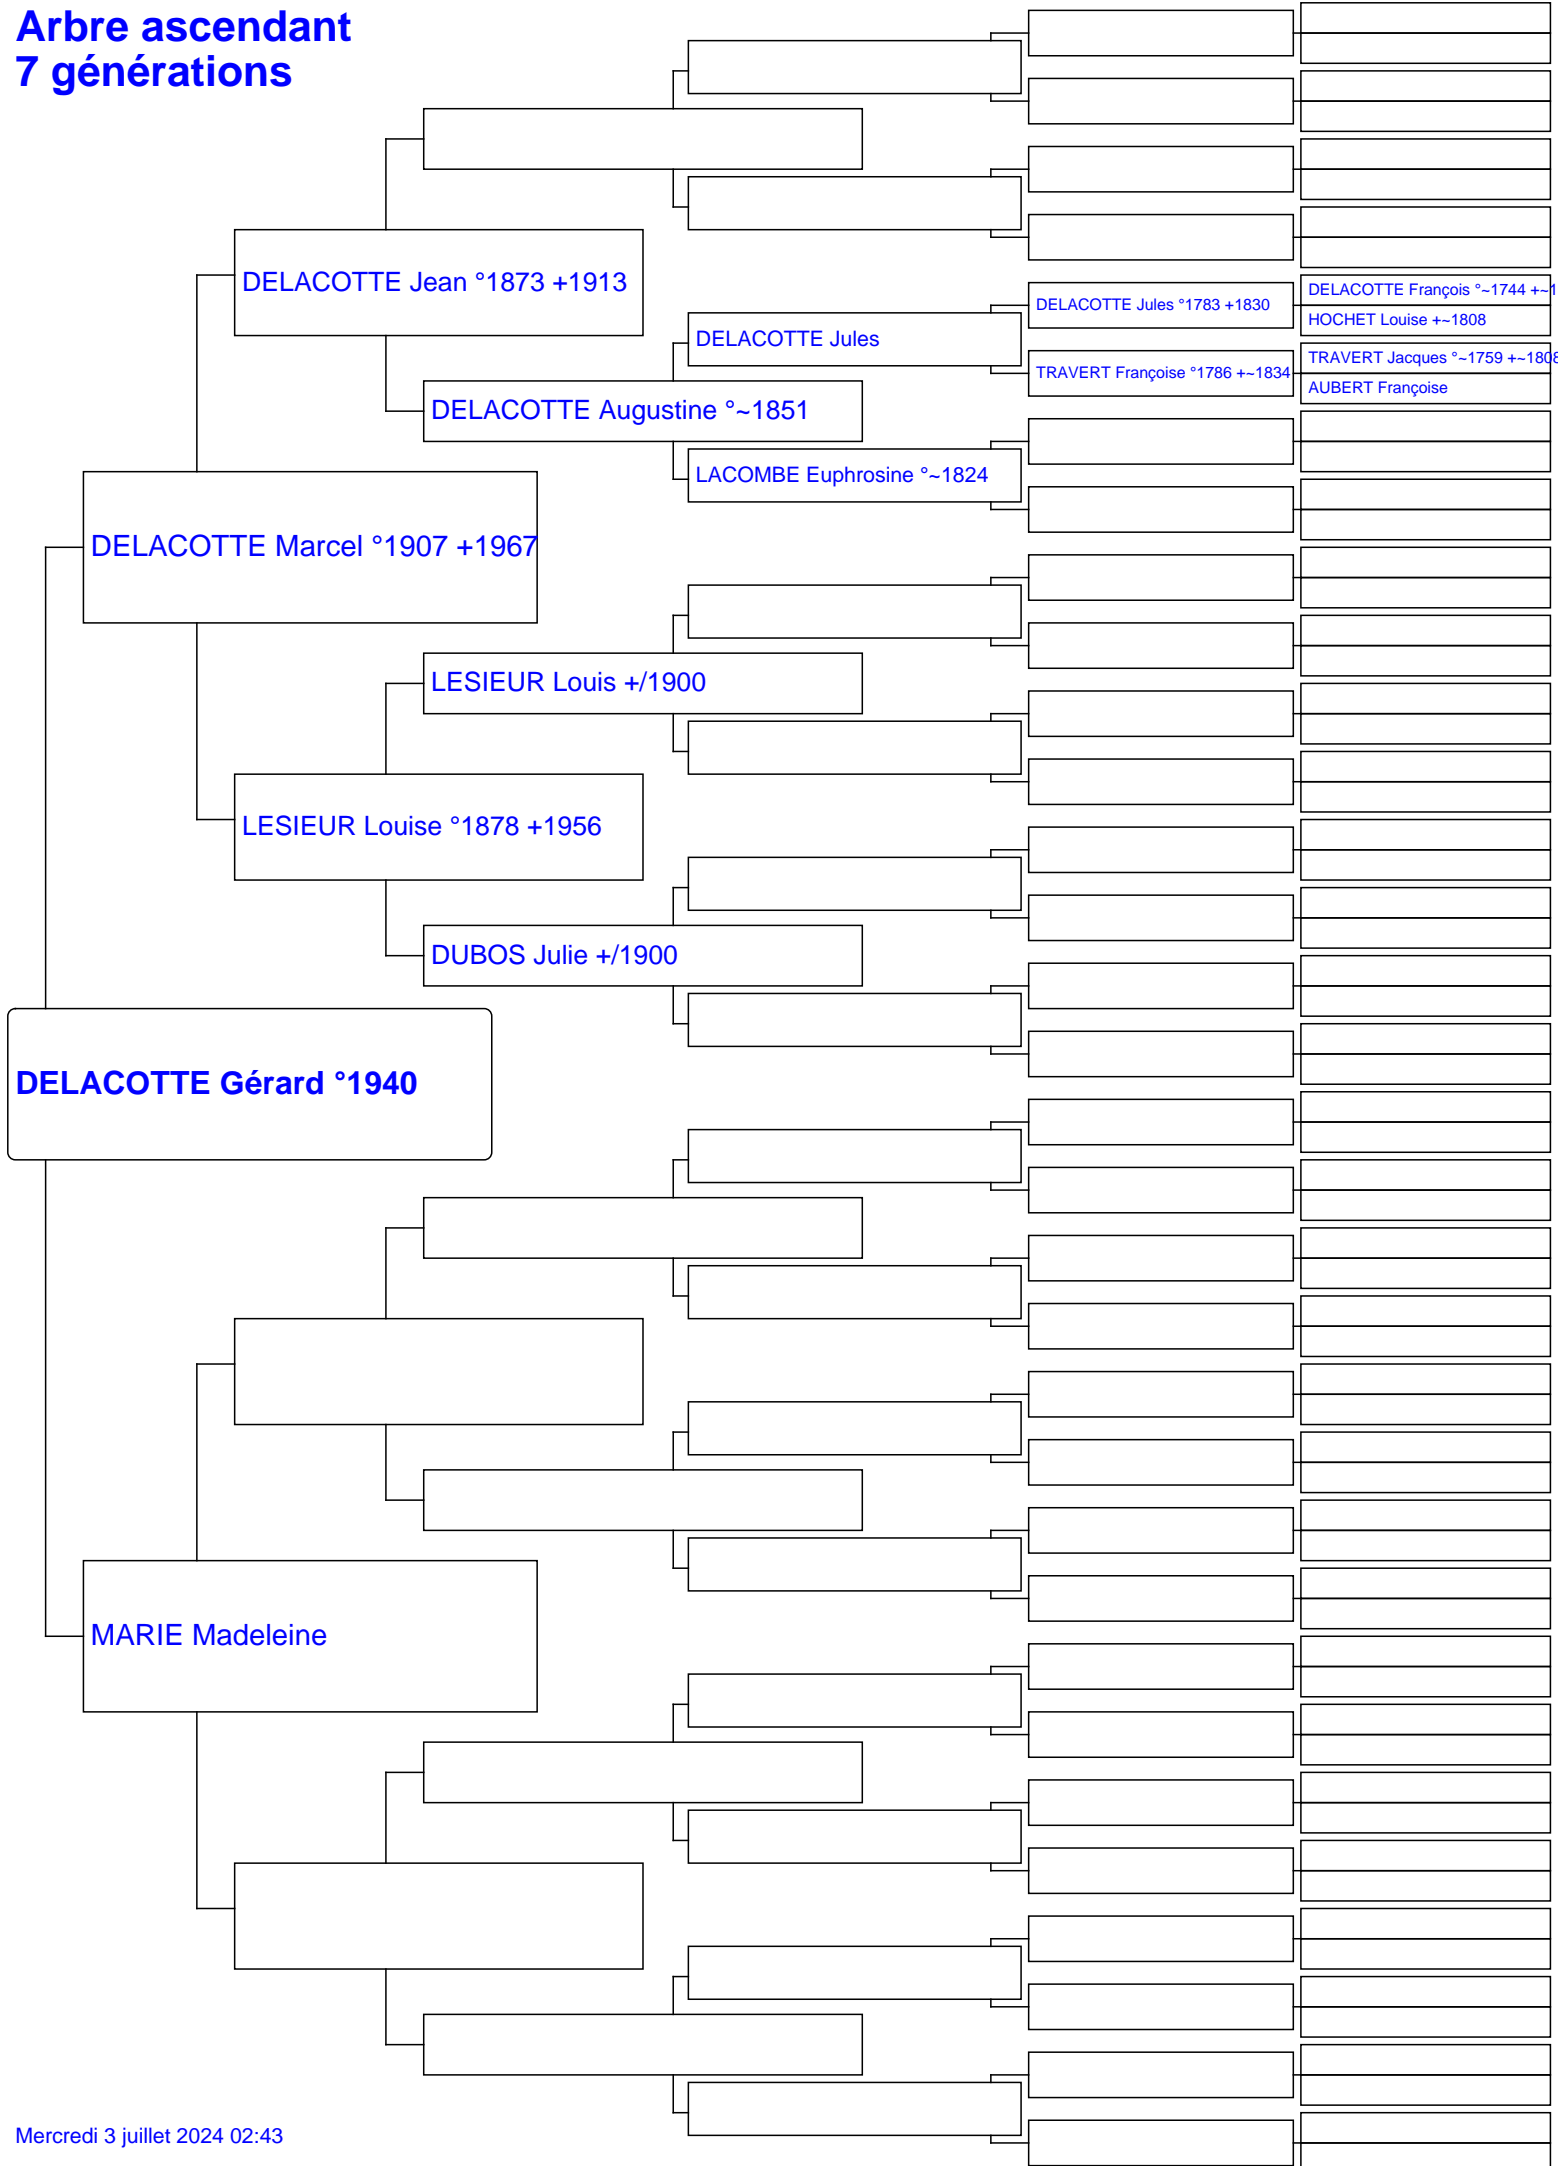 Arbre ascendant
7 générations
DELACOTTE François °~1744 +~1
DELACOTTE Jean °1873 +1913
DELACOTTE Jules °1783 +1830
HOCHET Louise +~1808
DELACOTTE Jules
TRAVERT Jacques °~1759 +~1808
TRAVERT Françoise °1786 +~1834
AUBERT Françoise
DELACOTTE Augustine °~1851
LACOMBE Euphrosine °~1824
DELACOTTE Marcel °1907 +1967
LESIEUR Louis +/1900
LESIEUR Louise °1878 +1956
DUBOS Julie +/1900
DELACOTTE Gérard °1940
MARIE Madeleine
Mercredi 3 juillet 2024 02:43